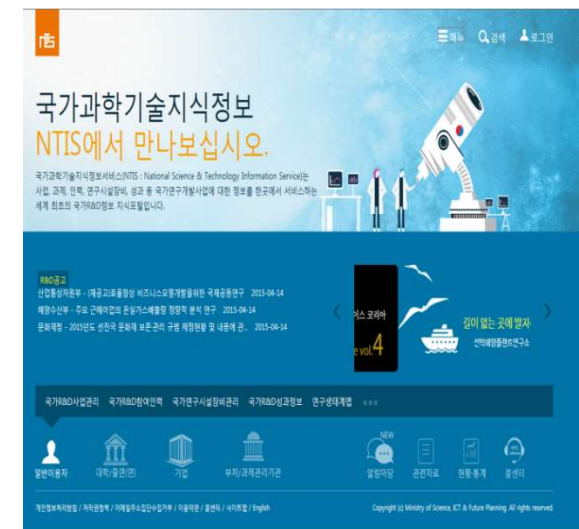 ntis
메뉴 검색 로그인
국가과학기술지식정보
NTIS에서 만나보십시오.
국가과학기술지식정보서비스(NTIS : National Science & Technology Information Service)는
사업, 과제, 인력, 연구시설장비, 성과 등 국가연구개발사업에 대한 정보를 한곳에서 서비스하는
세계 최초의 국가R&D정보 지식포털입니다.
R&D공고
산업통상자원부 - (재공고)효율향상 비즈니스모델개발을위한 국제공동연구 2015-04-14
해양수산부 - 주요 근해어업의 온실가스배출량 정량적 분석 연구 2015-04-14
문화재청 - 2015년도 선진국 문화재 보존·관리 규범 제정현황 및 내용에 관.. 2015-04-14
이스 코리아
e vol.4
길이 없는 곳에 발자
선박해양플랜트연구소
국가R&D사업관리 국가R&D참여인력 국가연구시설장비관리 국가R&D성과정보 연구생태계맵
NEW
일반이용자 대학/출연(연) 기업 부처/과제관리기관 알림마당 관련자료 현황·통계 콜센터
개인정보처리방침 / 저작권정책 / 이메일주소집단수집거부 / 이용약관 / 콜센터 / 사이트맵 / English
Copyright (c) Ministry of Science, ICT & Future Planning. All rights reserved.